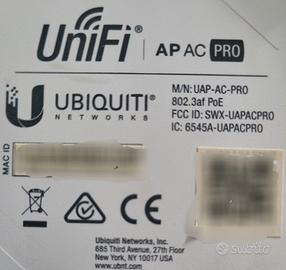 UniFi® | AP AC PRO
UBIQUITI®
NETWORKS
M/N: UAP-AC-PRO
802.3af PoE
FCC ID: SWX-UAPACPRO
IC: 6545A-UAPACPRO
MAC ID
CE
Ubiquiti Networks, Inc.
685 Third Avenue, 27th Floor
New York, NY 10017 USA
www.ubnt.com
subito